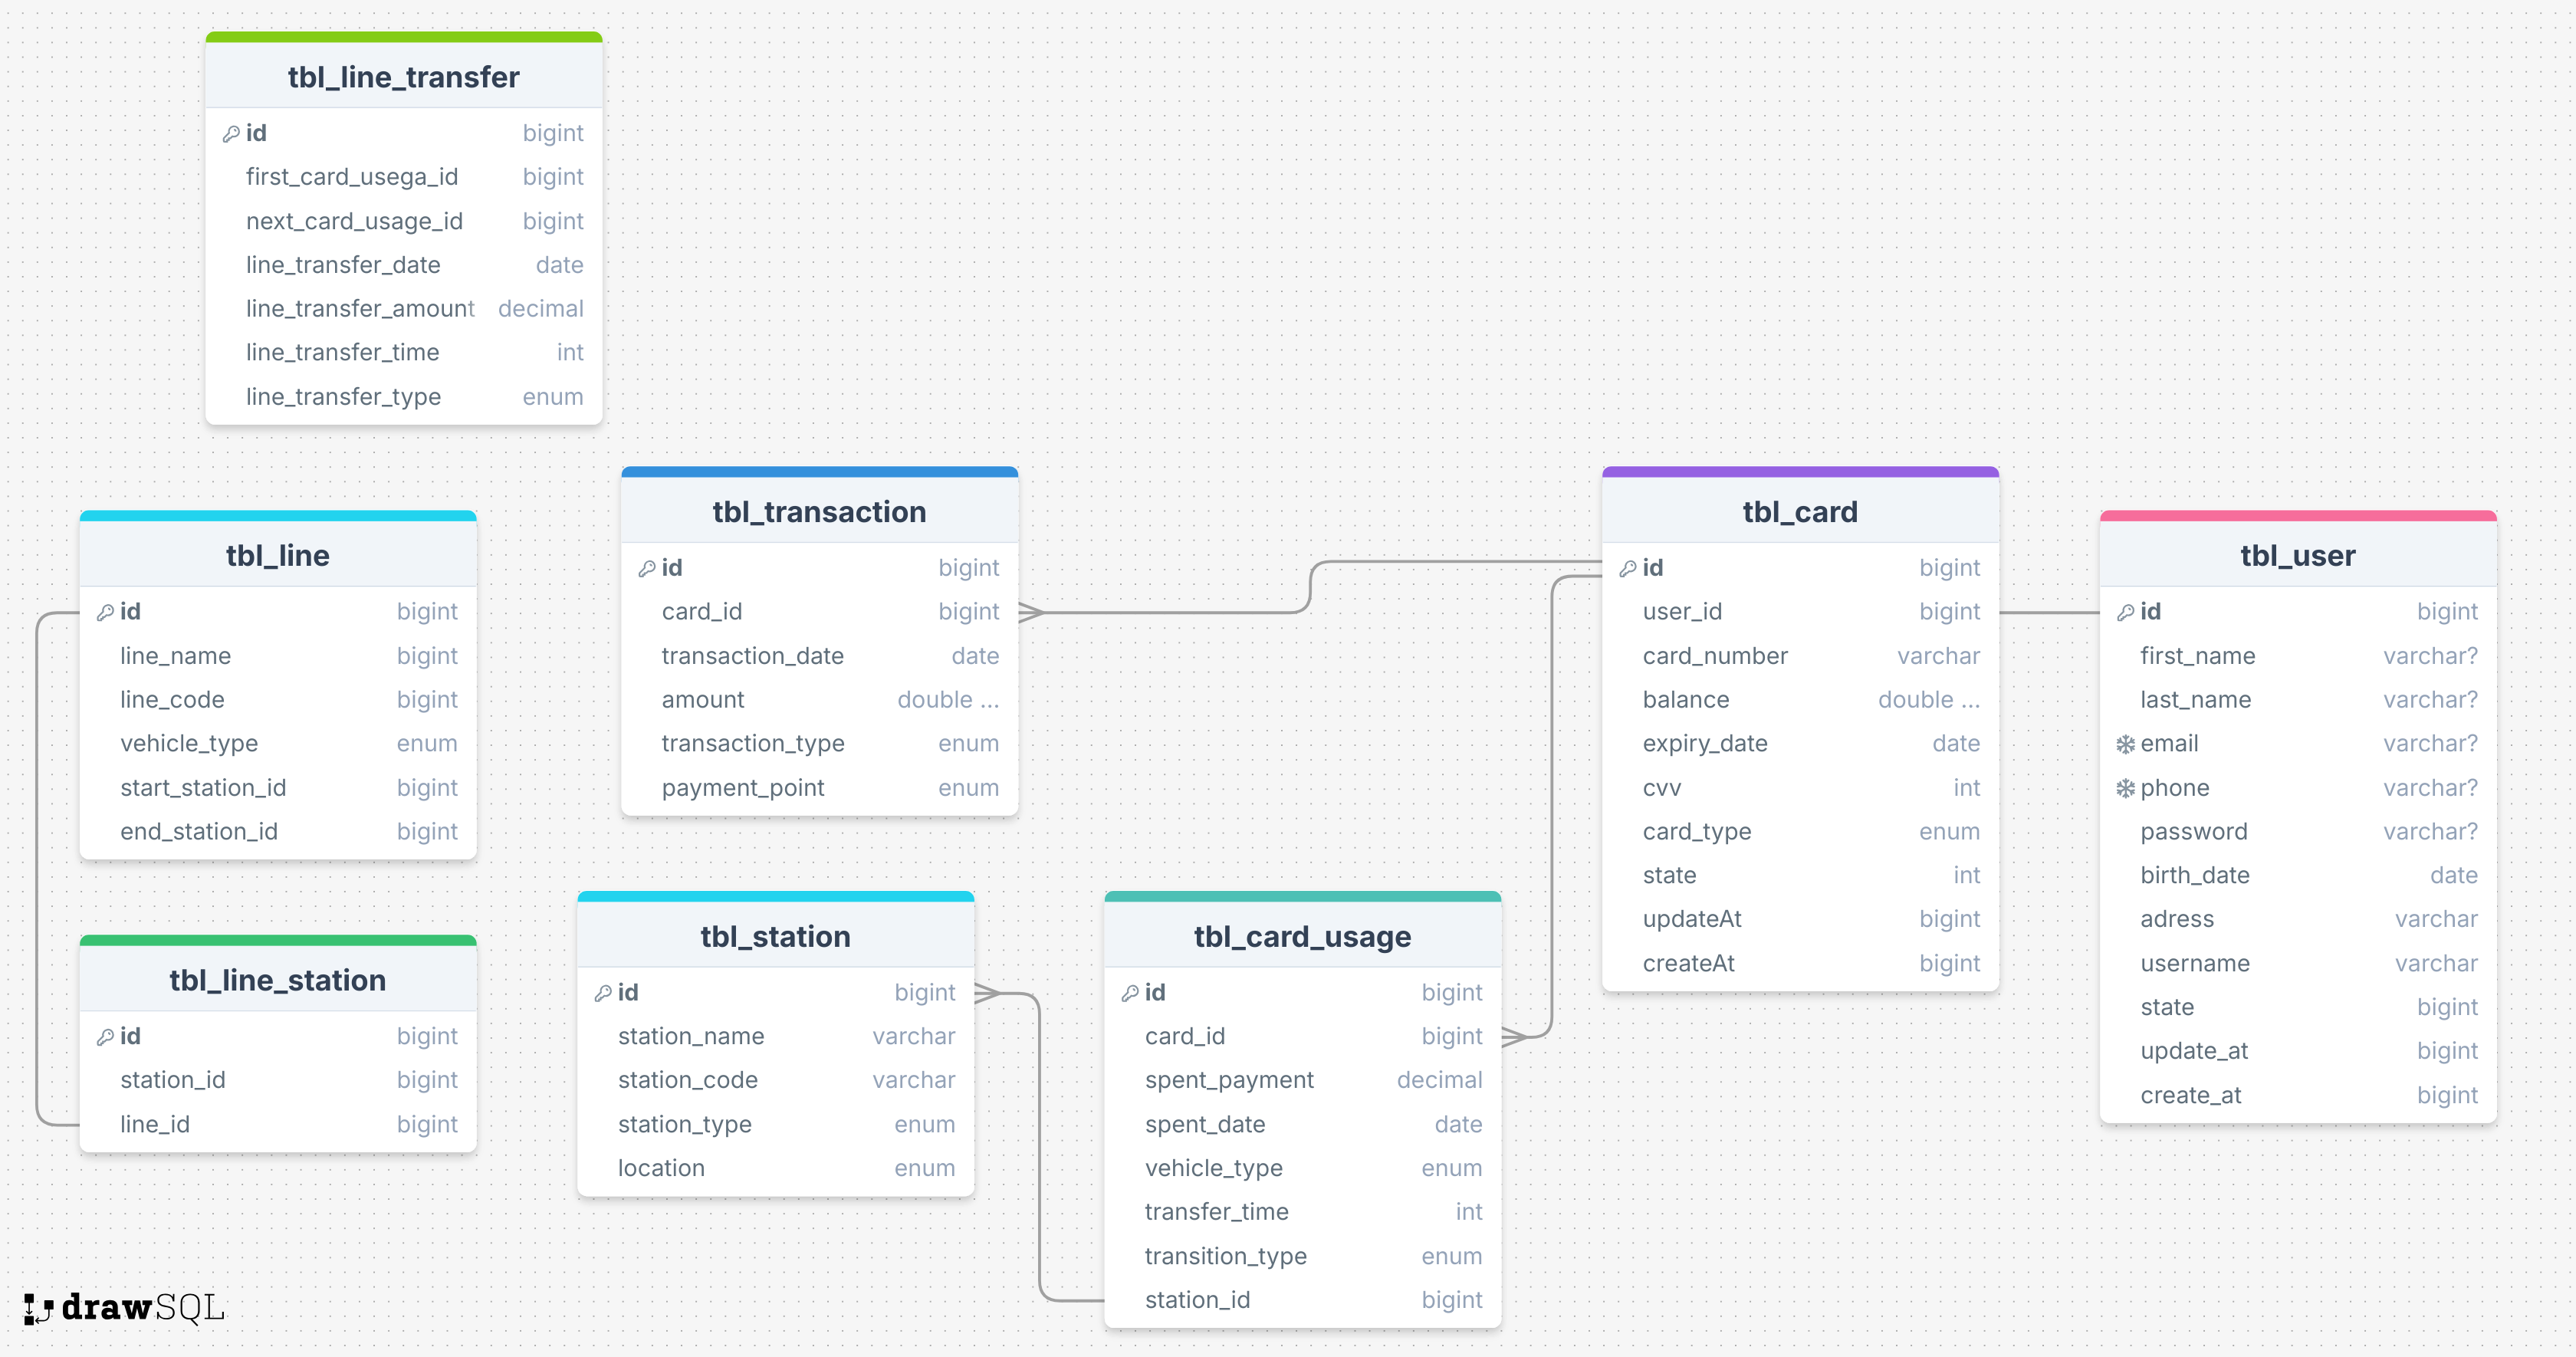 tbl_line_transfer
id bigint
first_card_usega_id bigint
next_card_usage_id bigint
line_transfer_date date
line_transfer_amount decimal
line_transfer_time int
line_transfer_type enum
tbl_line
id bigint
line_name bigint
line_code bigint
vehicle_type enum
start_station_id bigint
end_station_id bigint
tbl_transaction
id bigint
card_id bigint
transaction_date date
amount double ...
transaction_type enum
payment_point enum
tbl_card
id bigint
user_id bigint
card_number varchar
balance double ...
expiry_date date
cvv int
card_type enum
state int
updateAt bigint
createAt bigint
tbl_user
id bigint
first_name varchar?
last_name varchar?
email varchar?
phone varchar?
password varchar?
birth_date date
adress varchar
username varchar
state bigint
update_at bigint
create_at bigint
tbl_line_station
id bigint
station_id bigint
line_id bigint
tbl_station
id bigint
station_name varchar
station_code varchar
station_type enum
location enum
tbl_card_usage
id bigint
card_id bigint
spent_payment decimal
spent_date date
vehicle_type enum
transfer_time int
transition_type enum
station_id bigint
drawSQL